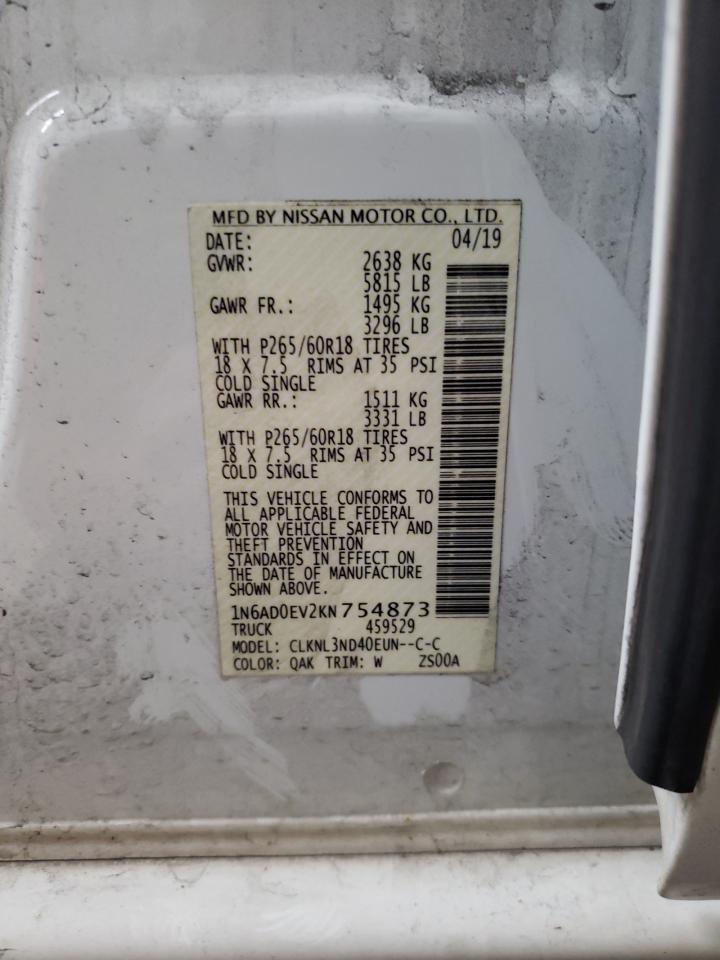 MFD BY NISSAN MOTOR CO., LTD.
DATE: 04/19
GVWR: 2638 KG
5815 LB
GAWR FR.: 1495 KG
3296 LB
WITH P265/60R18 TIRES
18 X 7.5 RIMS AT 35 PSI
COLD SINGLE
GAWR RR.: 1511 KG
3331 LB
WITH P265/60R18 TIRES
18 X 7.5 RIMS AT 35 PSI
COLD SINGLE
THIS VEHICLE CONFORMS TO
ALL APPLICABLE FEDERAL
MOTOR VEHICLE SAFETY AND
THEFT PREVENTION
STANDARDS IN EFFECT ON
THE DATE OF MANUFACTURE
SHOWN ABOVE.
1N6AD0EV2KN754873
TRUCK 459529
MODEL: CLKNL3ND40EUN--C-C
COLOR: QAK TRIM: W ZS00A